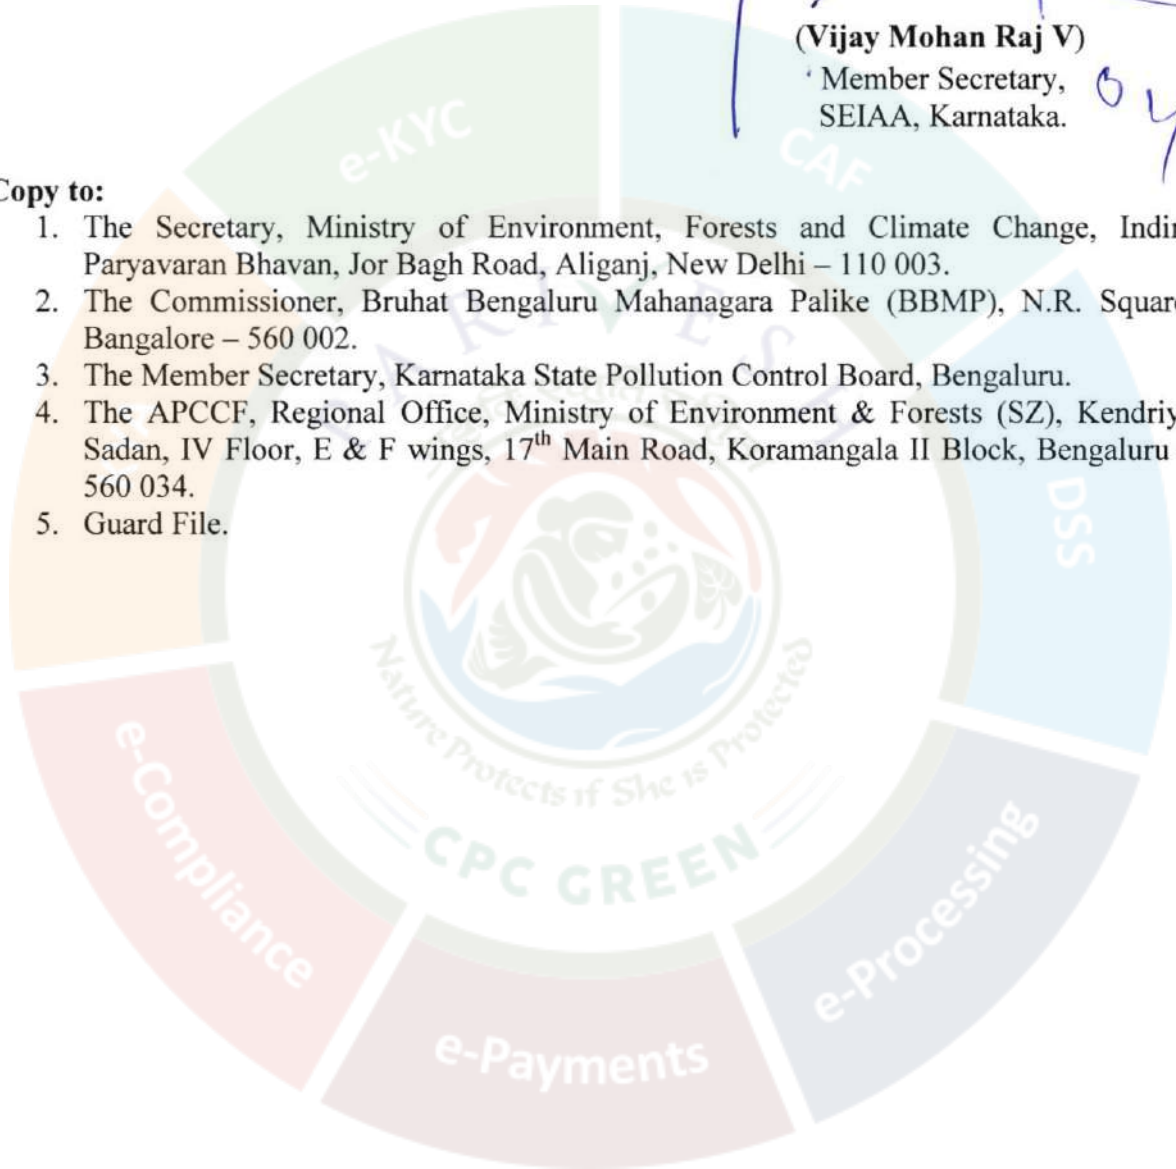 (Vijay Mohan Raj V)
Member Secretary,
SEIAA, Karnataka.
Copy to:
1. The Secretary, Ministry of Environment, Forests and Climate Change, Indir
Paryavaran Bhavan, Jor Bagh Road, Aliganj, New Delhi – 110 003.
2. The Commissioner, Bruhat Bengaluru Mahanagara Palike (BBMP), N.R. Squar
Bangalore – 560 002.
3. The Member Secretary, Karnataka State Pollution Control Board, Bengaluru.
4. The APCCF, Regional Office, Ministry of Environment & Forests (SZ), Kendriy
Sadan, IV Floor, E & F wings, 17th Main Road, Koramangala II Block, Bengaluru
560 034.
5. Guard File.
e-KYC
CAF
PARIVESH
DSS
Nature Protects if She is Protected
CPC GREEN
e-Compliance
e-Processing
e-Payments